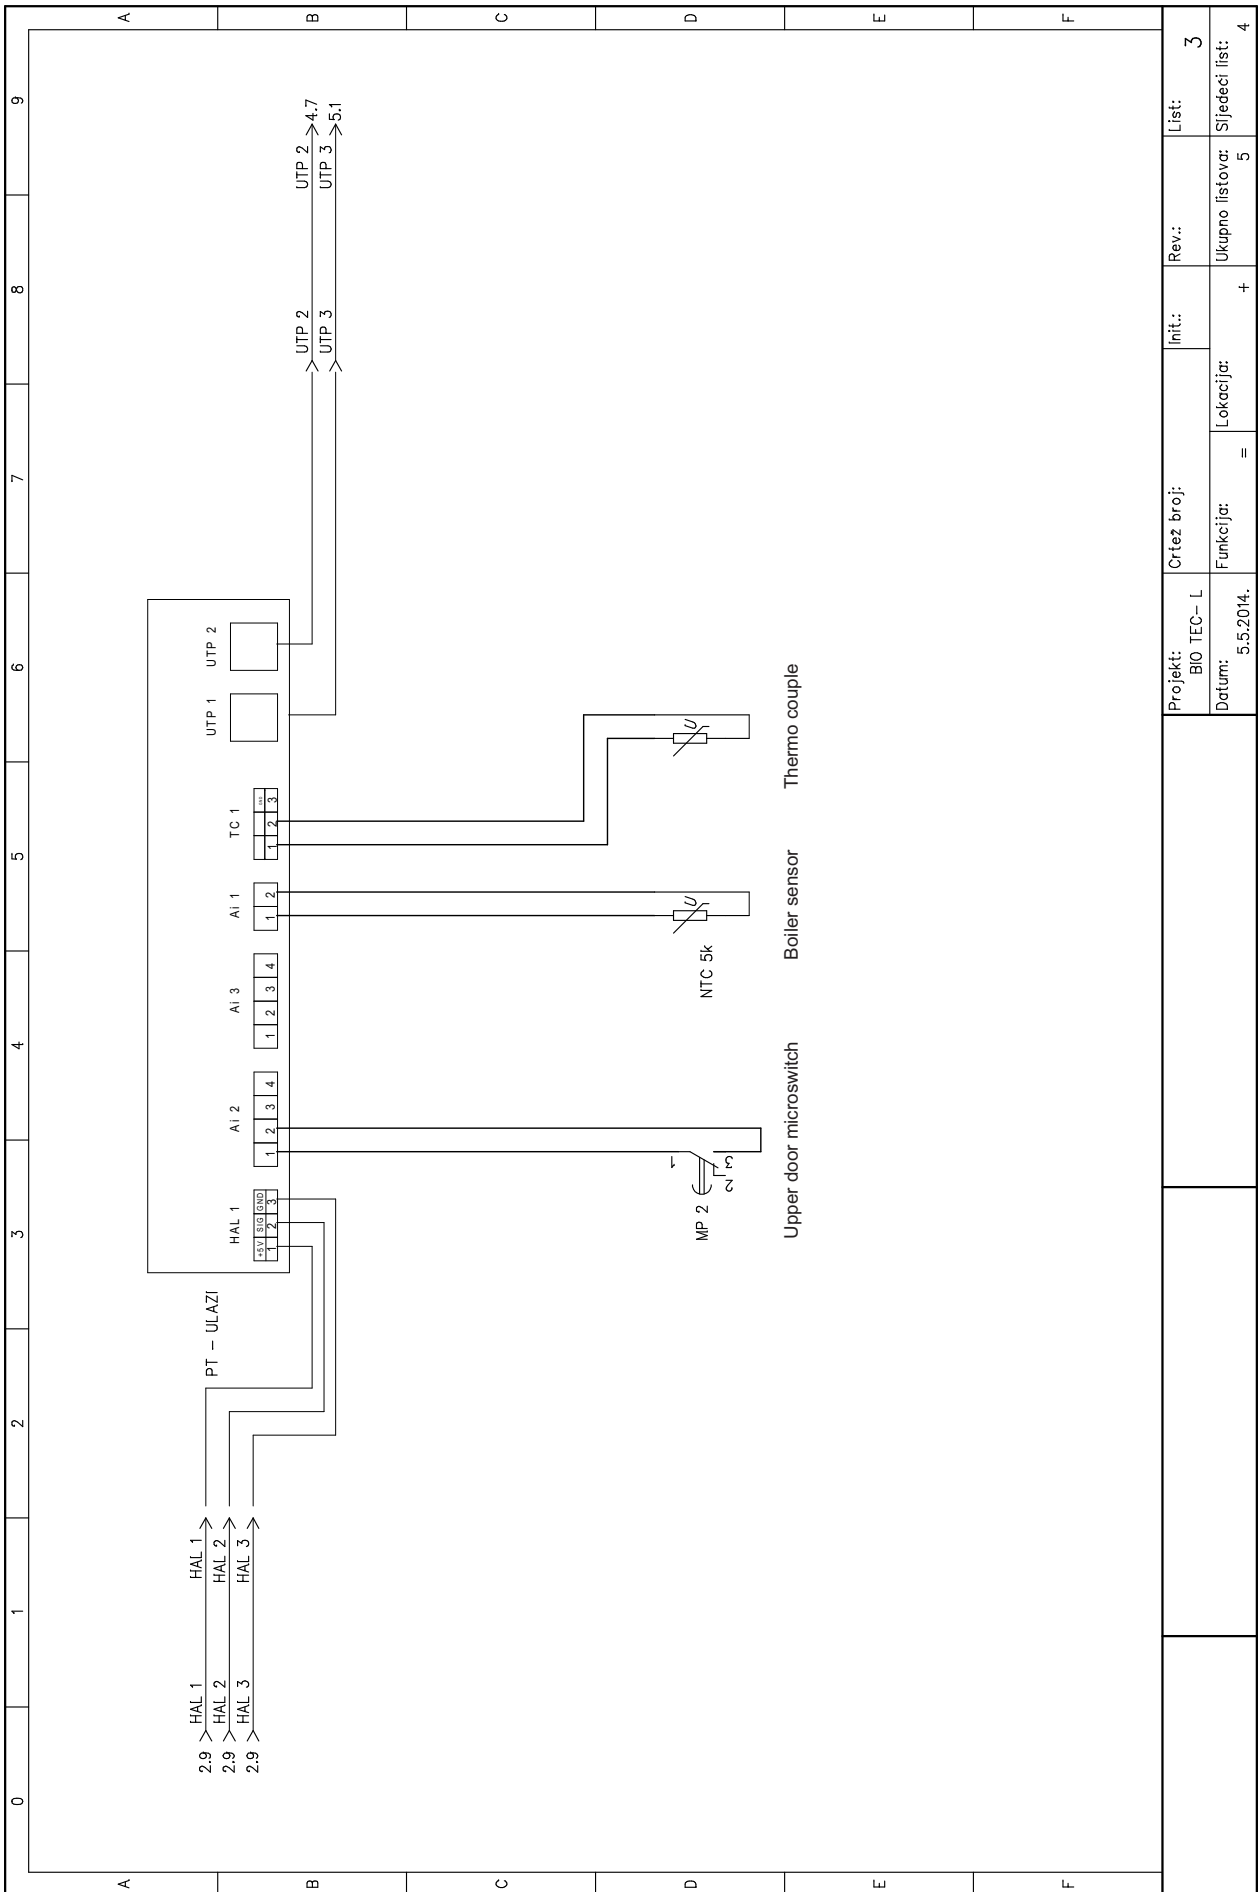 0 1 2 3 4 5 6 7 8 9
A A
B B
C C
D D
E E
F F
2.9 HAL 1 HAL 1
2.9 HAL 2 HAL 2
2.9 HAL 3 HAL 3
PT - ULAZI
HAL 1 Ai 2 Ai 3 Ai 1 TC 1 UTP 1 UTP 2
+5V SIG GND
1 2 3
1 2 3 4
1 2 3 4
1 2
1 2 3
UTP 2 UTP 2 4.7
UTP 3 UTP 3 5.1
MP 2
1
2 3
NTC 5k
U
U
Upper door microswitch
Boiler sensor
Thermo couple
Projekt:
BIO TEC- L
Crtež broj:
Init.:
Rev.:
List:
3
Datum:
5.5.2014.
Funkcija:
=
Lokacija:
+
Ukupno listova:
5
Sljedeći list:
4